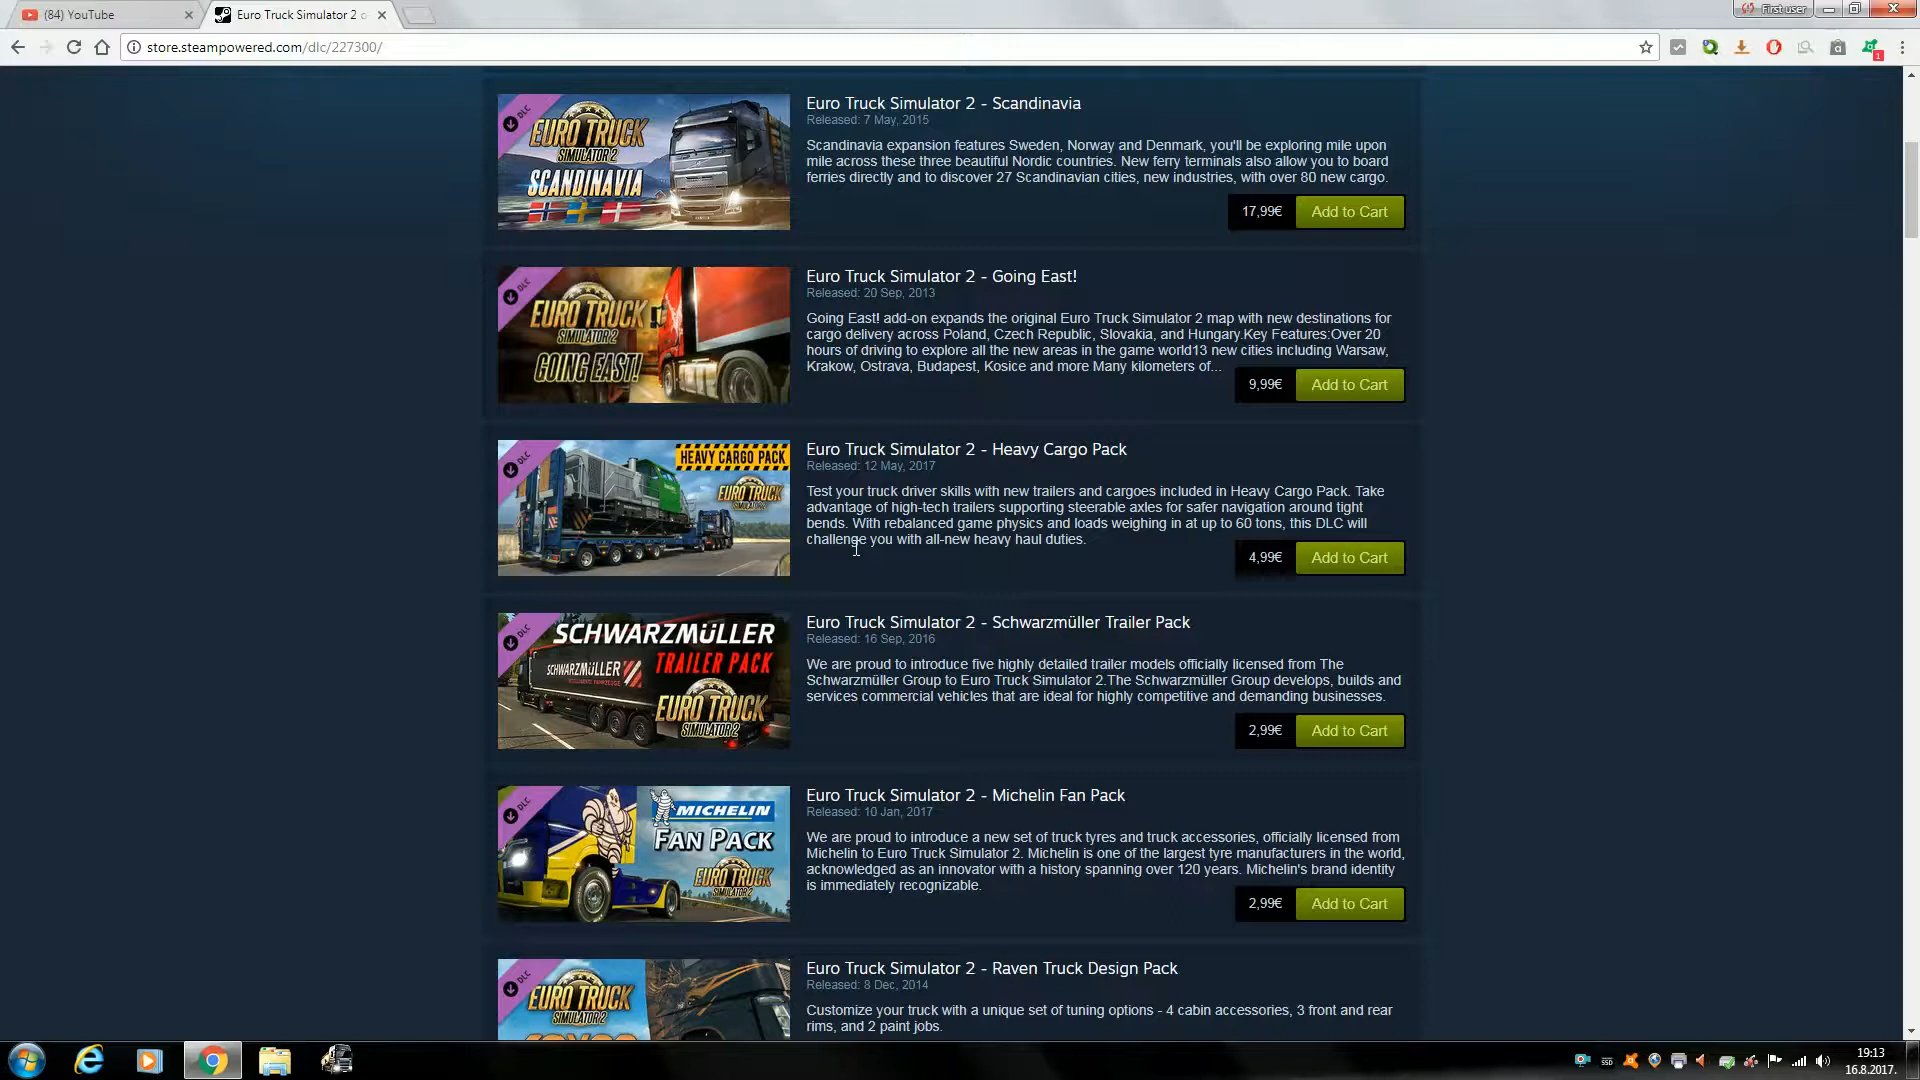 (84) YouTube
Euro Truck Simulator 2 o
First user
store.steampowered.com/dlc/227300/
1
DLC
EURO TRUCK
SIMULATOR 2
SCANDINAVIA
Euro Truck Simulator 2 - Scandinavia
Released: 7 May, 2015
Scandinavia expansion features Sweden, Norway and Denmark, you'll be exploring mile upon
mile across these three beautiful Nordic countries. New ferry terminals also allow you to board
ferries directly and to discover 27 Scandinavian cities, new industries, with over 80 new cargo.
17,99€
Add to Cart
DLC
EURO TRUCK
SIMULATOR 2
GOING EAST!
Euro Truck Simulator 2 - Going East!
Released: 20 Sep, 2013
Going East! add-on expands the original Euro Truck Simulator 2 map with new destinations for
cargo delivery across Poland, Czech Republic, Slovakia, and Hungary.Key Features:Over 20
hours of driving to explore all the new areas in the game world13 new cities including Warsaw,
Krakow, Ostrava, Budapest, Kosice and more Many kilometers of...
9,99€
Add to Cart
DLC
HEAVY CARGO PACK
EURO TRUCK
SIMULATOR 2
Euro Truck Simulator 2 - Heavy Cargo Pack
Released: 12 May, 2017
Test your truck driver skills with new trailers and cargoes included in Heavy Cargo Pack. Take
advantage of high-tech trailers supporting steerable axles for safer navigation around tight
bends. With rebalanced game physics and loads weighing in at up to 60 tons, this DLC will
challenge you with all-new heavy haul duties.
4,99€
Add to Cart
DLC
SCHWARZMÜLLER
TRAILER PACK
SCHWARZMÜLLER
EURO TRUCK
SIMULATOR 2
Euro Truck Simulator 2 - Schwarzmüller Trailer Pack
Released: 16 Sep, 2016
We are proud to introduce five highly detailed trailer models officially licensed from The
Schwarzmüller Group to Euro Truck Simulator 2.The Schwarzmüller Group develops, builds and
services commercial vehicles that are ideal for highly competitive and demanding businesses.
2,99€
Add to Cart
DLC
MICHELIN
FAN PACK
EURO TRUCK
SIMULATOR 2
Euro Truck Simulator 2 - Michelin Fan Pack
Released: 10 Jan, 2017
We are proud to introduce a new set of truck tyres and truck accessories, officially licensed from
Michelin to Euro Truck Simulator 2. Michelin is one of the largest tyre manufacturers in the world,
acknowledged as an innovator with a history spanning over 120 years. Michelin's brand identity
is immediately recognizable.
2,99€
Add to Cart
DLC
EURO TRUCK
SIMULATOR 2
Euro Truck Simulator 2 - Raven Truck Design Pack
Released: 8 Dec, 2014
Customize your truck with a unique set of tuning options - 4 cabin accessories, 3 front and rear
rims, and 2 paint jobs.
SSD
19:13
16.8.2017.